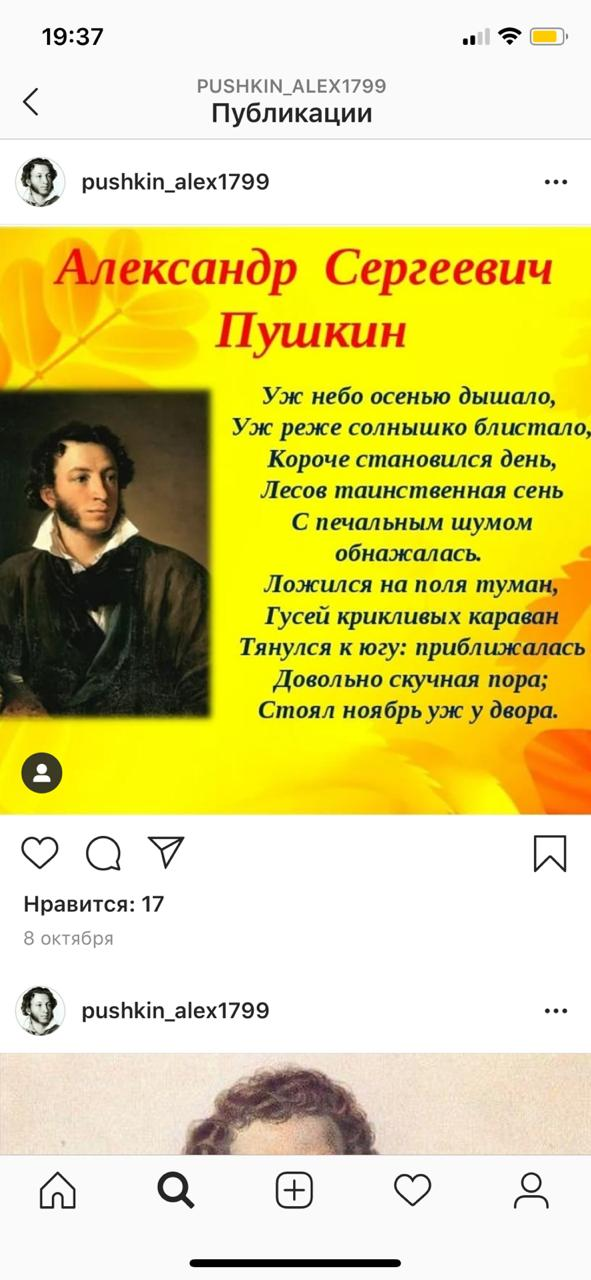 19:37
PUSHKIN_ALEX1799
Публикации
pushkin_alex1799
Александр Сергеевич
Пушкин
Уж небо осенью дышало,
Уж реже солнышко блистало,
Короче становился день,
Лесов таинственная сень
С печальным шумом
обнажалась.
Ложился на поля туман,
Гусей крикливых караван
Тянулся к югу: приближалась
Довольно скучная пора;
Стоял ноябрь уж у двора.
Нравится: 17
8 октября
pushkin_alex1799